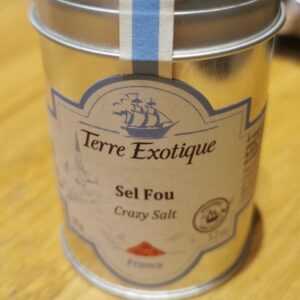 Terre Exotique
Sel Fou
Crazy Salt
France